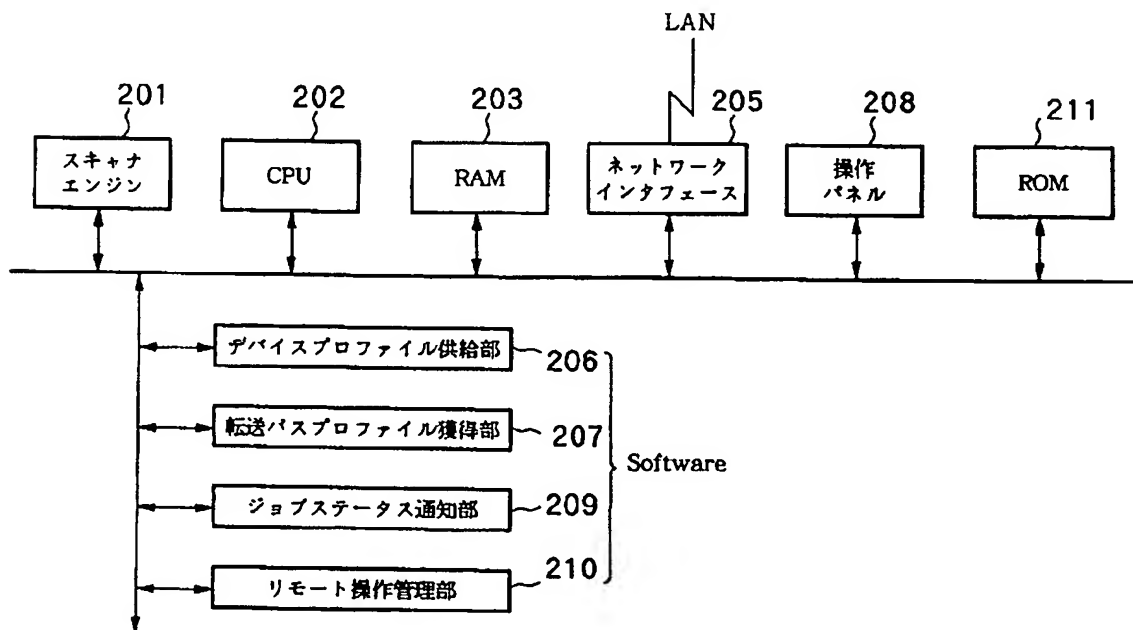 LAN
201
202
203
205
208
211
スキャナ
エンジン
CPU
RAM
ネットワーク
インタフェース
操作
パネル
ROM
デバイスプロファイル供給部
206
転送パスプロファイル獲得部
207
Software
ジョブステータス通知部
209
リモート操作管理部
210